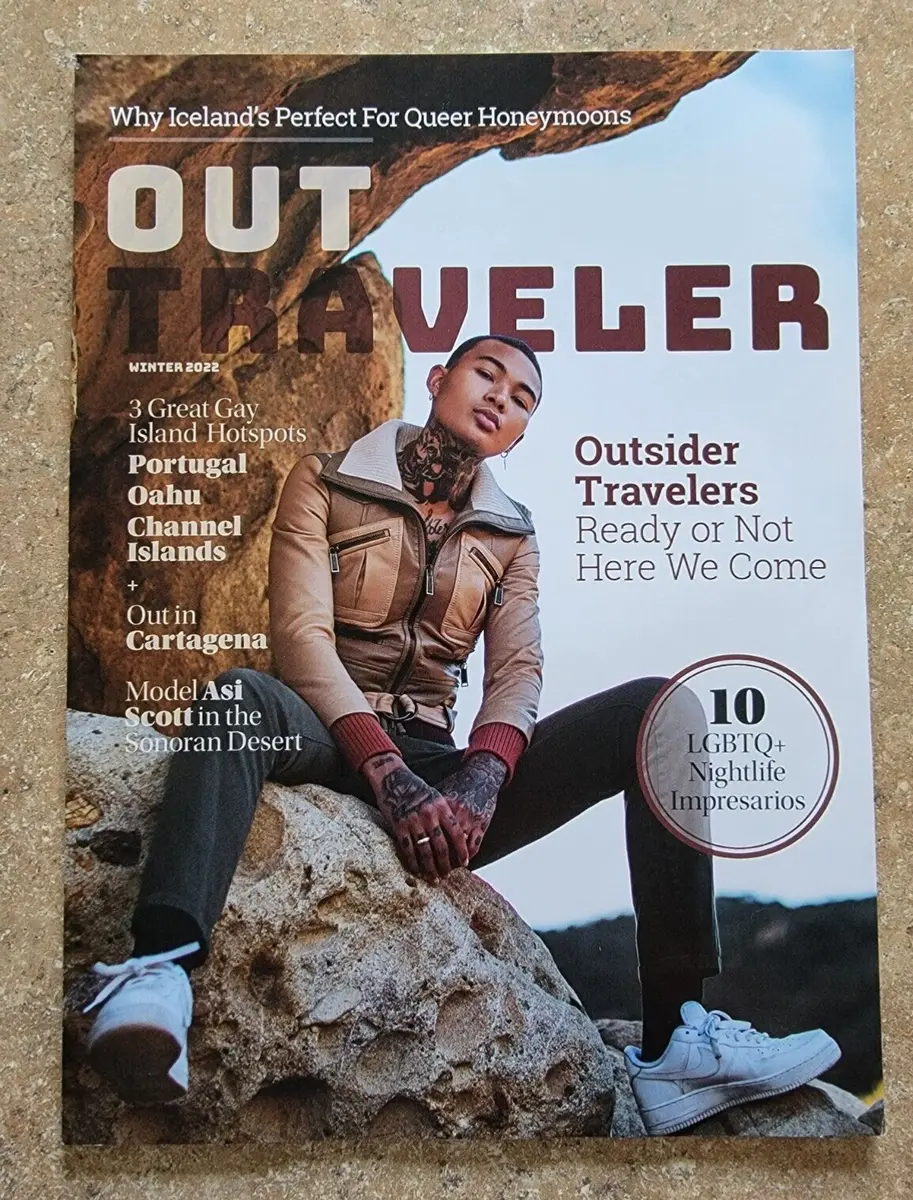 Why Iceland's Perfect For Queer Honeymoons
OUT
TRAVELER
WINTER 2022
3 Great Gay
Island Hotspots
Portugal
Oahu
Channel
Islands
+
Out in
Cartagena
Model Asi
Scott in the
Sonoran Desert
Outsider
Travelers
Ready or Not
Here We Come
10
LGBTQ+
Nightlife
Impresarios